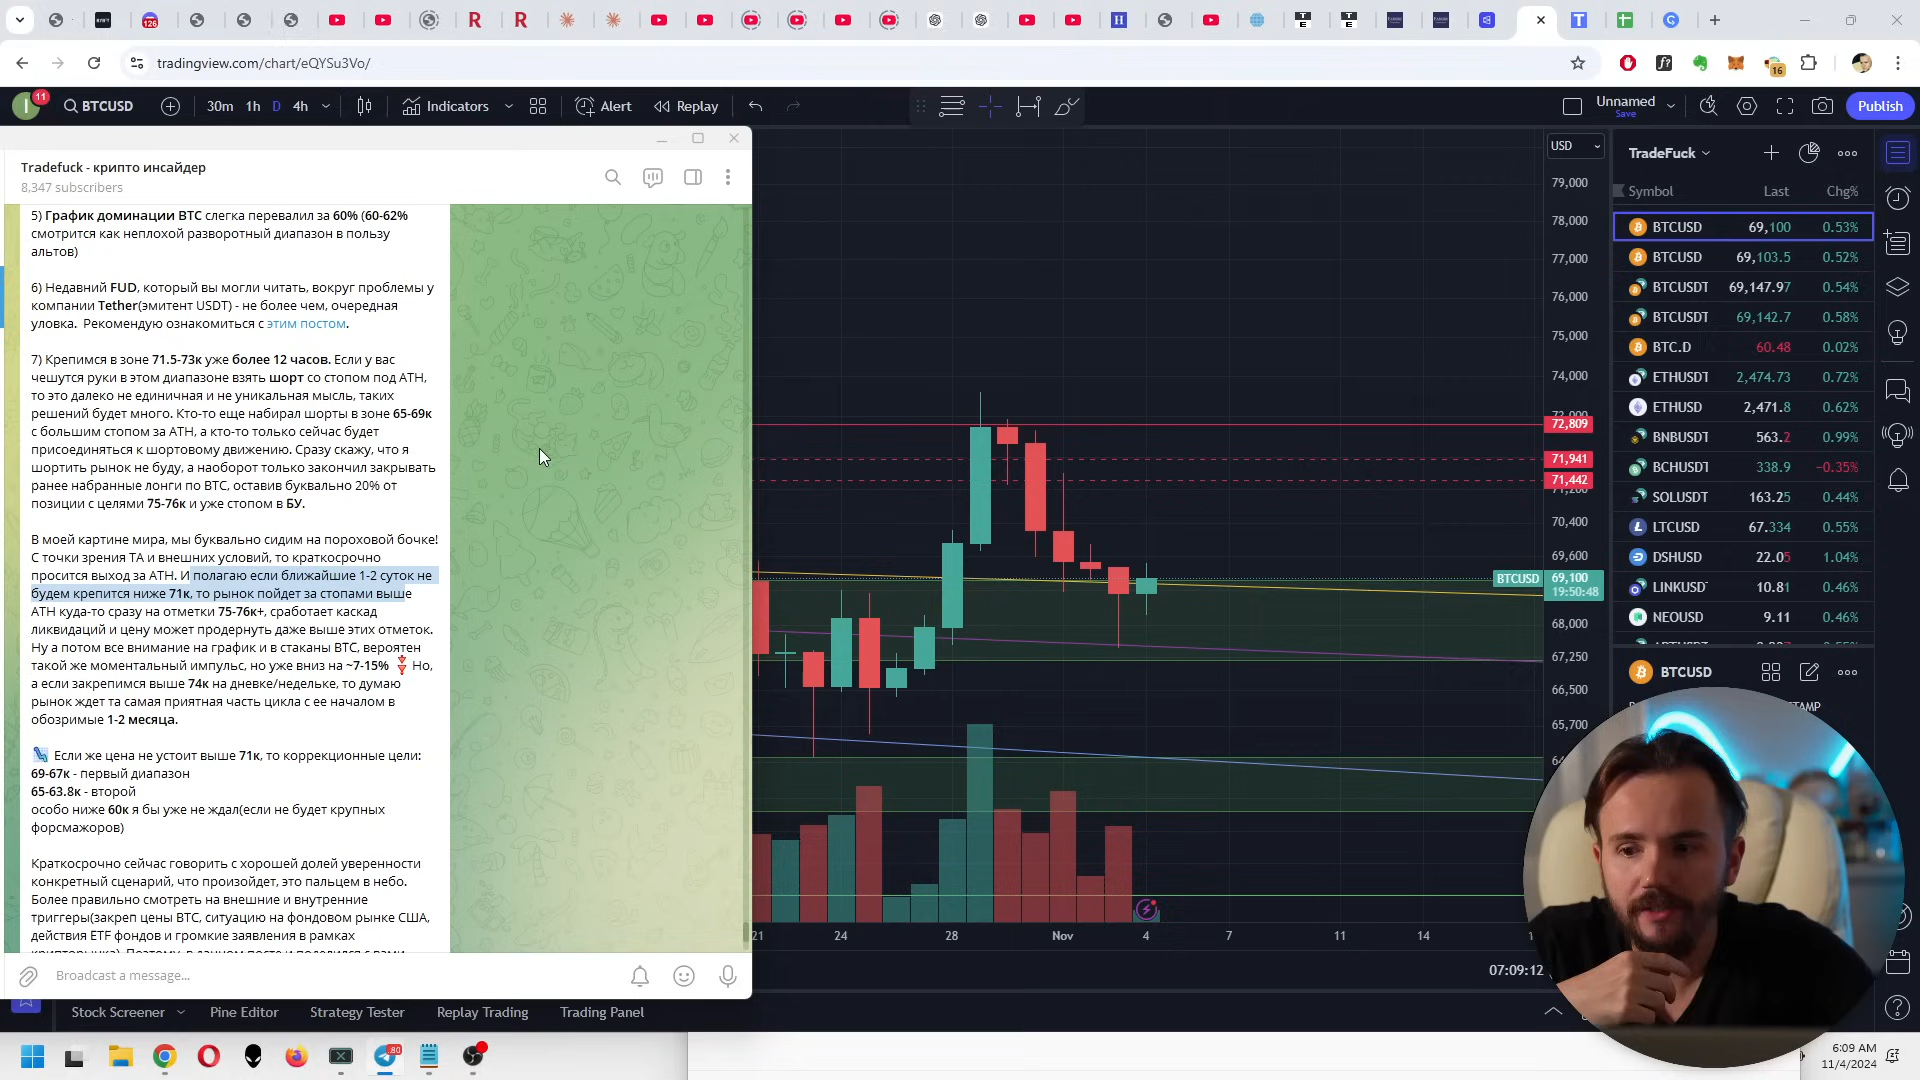 126
tradingview.com/chart/eQYSu3Vo/
16
11
BTCUSD
30m 1h D 4h
Indicators
Alert
Replay
Unnamed
Save
Publish
Tradefuck - крипто инсайдер
8,347 subscribers
5) График доминации BTC слегка перевалил за 60% (60-62%
смотрится как неплохой разворотный диапазон в пользу
альтов)
6) Недавний FUD, который вы могли читать, вокруг проблемы у
компании Tether(эмитент USDT) - не более чем, очередная
уловка. Рекомендую ознакомиться с этим постом.
7) Крепимся в зоне 71.5-73к уже более 12 часов. Если у вас
чешутся руки в этом диапазоне взять шорт со стопом под АТН,
то это далеко не единичная и не уникальная мысль, таких
решений будет много. Кто-то еще набирал шорты в зоне 65-69к
с большим стопом за АТН, а кто-то только сейчас будет
присоединяться к шортовому движению. Сразу скажу, что я
шортить рынок не буду, а наоборот только закончил закрывать
ранее набранные лонги по BTC, оставив буквально 20% от
позиции с целями 75-76к и уже стопом в БУ.
В моей картине мира, мы буквально сидим на пороховой бочке!
С точки зрения ТА и внешних условий, то краткосрочно
просится выход за АТН. И полагаю если ближайшие 1-2 суток не
будем крепится ниже 71к, то рынок пойдет за стопами выше
АТН куда-то сразу на отметки 75-76к+, сработает каскад
ликвидаций и цену может продернуть даже выше этих отметок.
Ну а потом все внимание на график и в стаканы BTC, вероятен
такой же моментальный импульс, но уже вниз на ~7-15% Но,
а если закрепимся выше 74к на дневке/недельке, то думаю
рынок ждет та самая приятная часть цикла с ее началом в
обозримые 1-2 месяца.
Если же цена не устоит выше 71к, то коррекционные цели:
69-67к - первый диапазон
65-63.8к - второй
особо ниже 60к я бы уже не ждал(если не будет крупных
форсмажоров)
Краткосрочно сейчас говорить с хорошей долей уверенности
конкретный сценарий, что произойдет, это пальцем в небо.
Более правильно смотреть на внешние и внутренние
триггеры(закреп цены BTC, ситуацию на фондовом рынке США,
действия ETF фондов и громкие заявления в рамках
Broadcast a message...
USD
79,000
78,000
77,000
76,000
75,000
74,000
72,809
71,941
71,442
70,400
69,600
BTCUSD 69,100
19:50:48
68,000
67,250
66,500
65,700
21 24 28 Nov 4 7 11 14
07:09:12
TradeFuck
Symbol Last Chg%
BTCUSD 69,100 0.53%
BTCUSD 69,103.5 0.52%
BTCUSDT 69,147.97 0.54%
BTCUSDT 69,142.7 0.58%
BTC.D 60.48 0.02%
ETHUSDT 2,474.73 0.72%
ETHUSD 2,471.8 0.62%
BNBUSDT 563.2 0.99%
BCHUSDT 338.9 −0.35%
SOLUSDT 163.25 0.44%
LTCUSD 67.334 0.55%
DSHUSD 22.05 1.04%
LINKUSDT 10.81 0.46%
NEOUSD 9.11 0.44%
BTCUSD
Stock Screener
Pine Editor
Strategy Tester
Replay Trading
Trading Panel
80
6:09 AM
11/4/2024